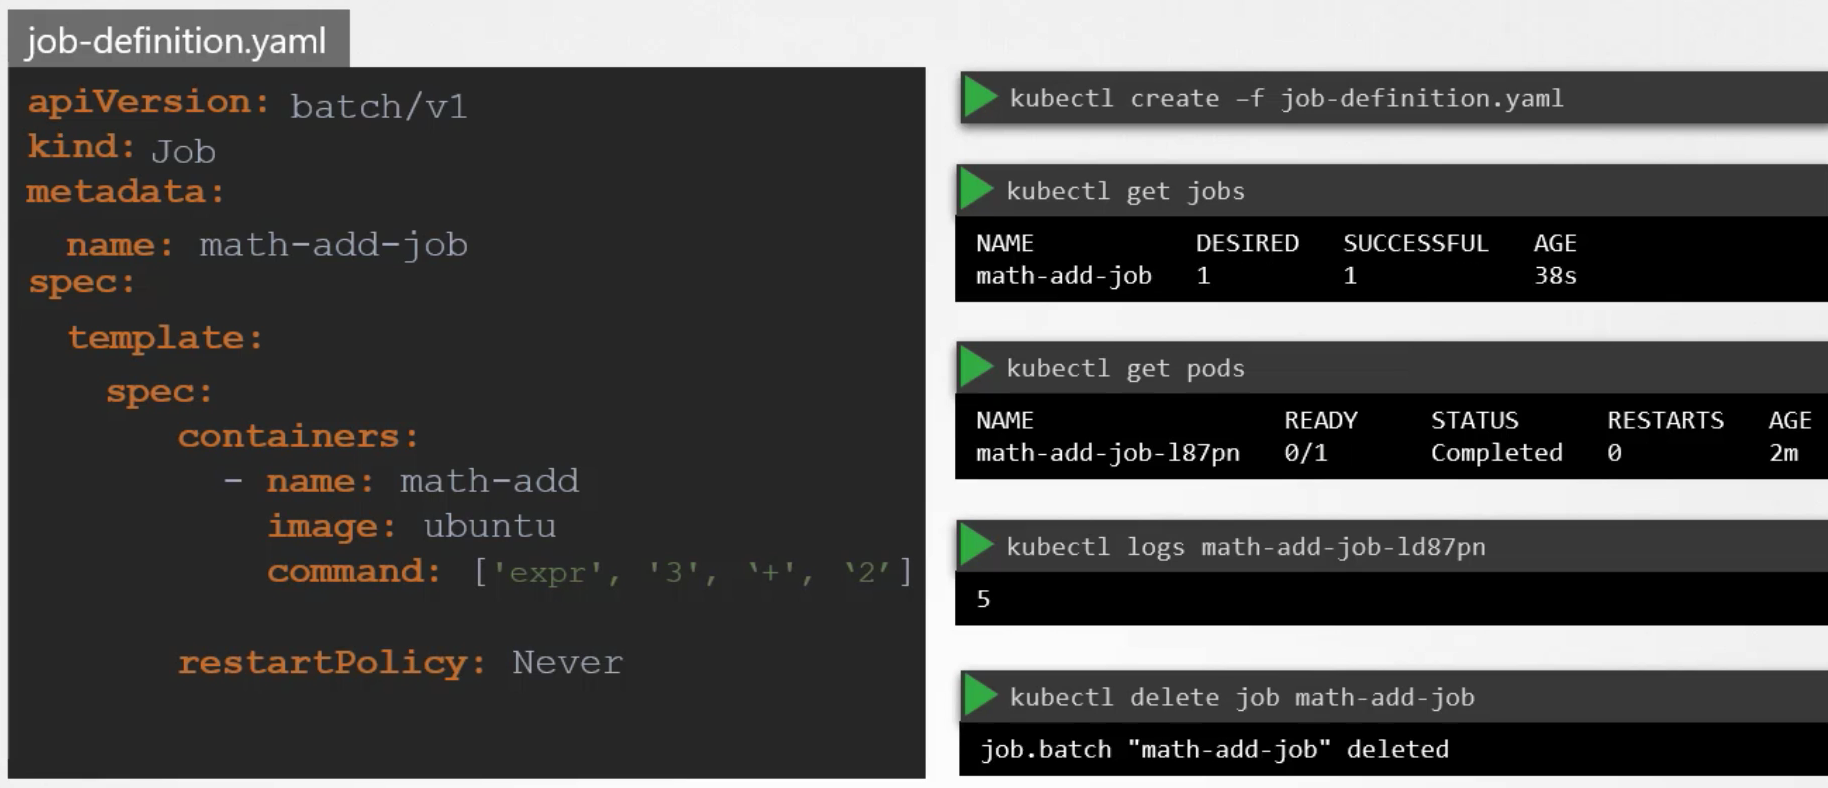 job-definition.yaml
apiVersion: batch/v1
kind: Job
metadata:
name: math-add-job
spec:
template:
spec:
containers:
- name: math-add
image: ubuntu
command: ['expr', '3', ‘+', ‘2’]
restartPolicy: Never
kubectl create –f job-definition.yaml
kubectl get jobs
NAME DESIRED SUCCESSFUL AGE
math-add-job 1 1 38s
kubectl get pods
NAME READY STATUS RESTARTS AGE
math-add-job-l87pn 0/1 Completed 0 2m
kubectl logs math-add-job-ld87pn
5
kubectl delete job math-add-job
job.batch "math-add-job" deleted